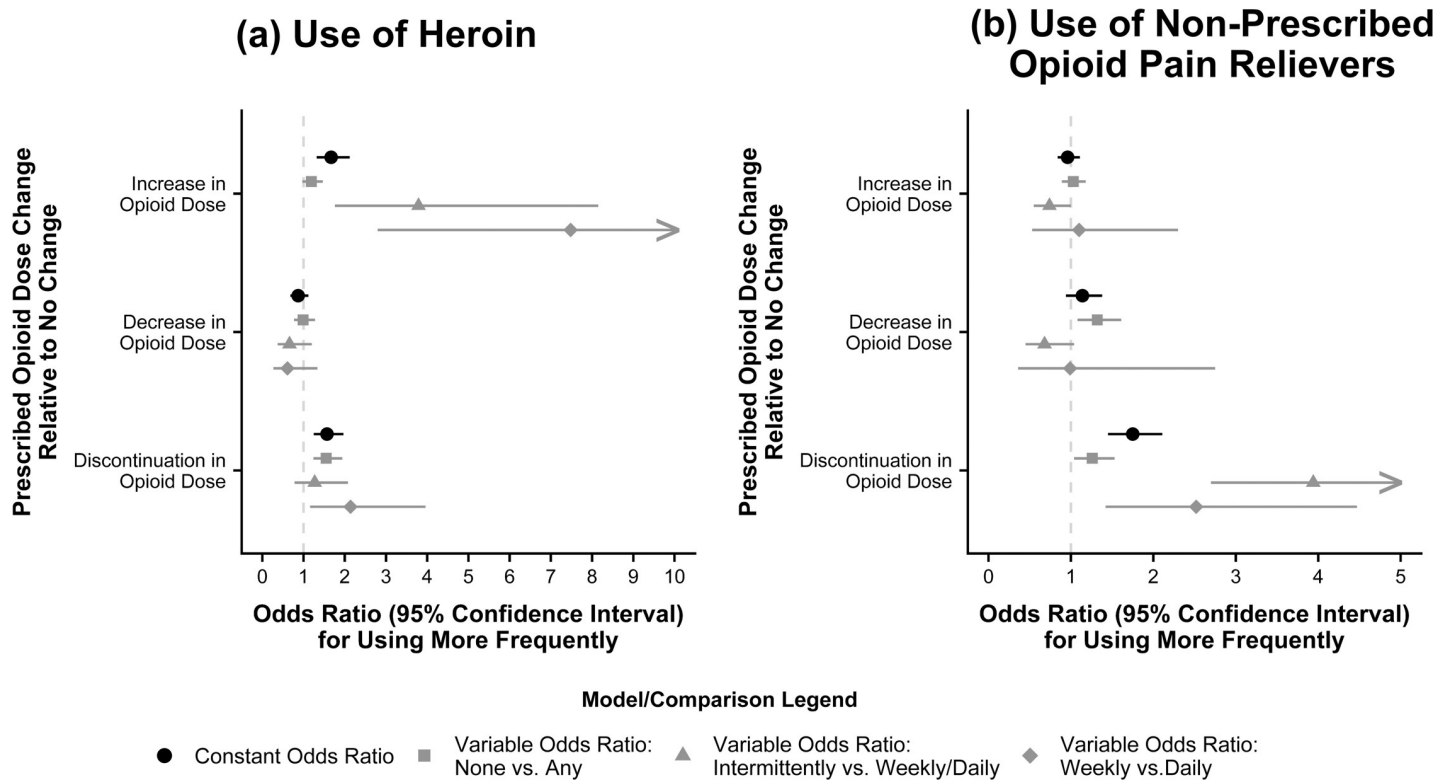 (a) Use of Heroin
Prescribed Opioid Dose Change
Relative to No Change
Increase in
Opioid Dose
Decrease in
Opioid Dose
Discontinuation in
Opioid Dose
0 1 2 3 4 5 6 7 8 9 10
Odds Ratio (95% Confidence Interval)
for Using More Frequently
(b) Use of Non-Prescribed
Opioid Pain Relievers
Prescribed Opioid Dose Change
Relative to No Change
Increase in
Opioid Dose
Decrease in
Opioid Dose
Discontinuation in
Opioid Dose
0 1 2 3 4 5
Odds Ratio (95% Confidence Interval)
for Using More Frequently
Model/Comparison Legend
Constant Odds Ratio
Variable Odds Ratio:
None vs. Any
Variable Odds Ratio:
Intermittently vs. Weekly/Daily
Variable Odds Ratio:
Weekly vs.Daily